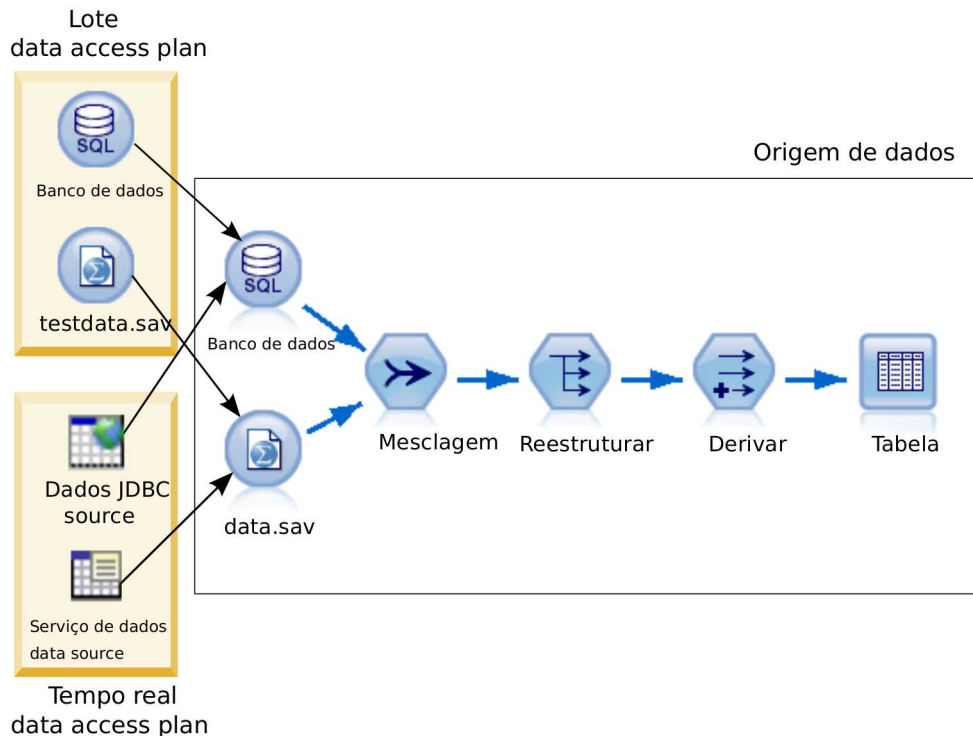 Lote
data access plan
SQL
Banco de dados
testdata.sav
Origem de dados
SQL
Banco de dados
data.sav
Mesclagem
Reestruturar
Derivar
Tabela
Dados JDBC
source
Serviço de dados
data source
Tempo real
data access plan